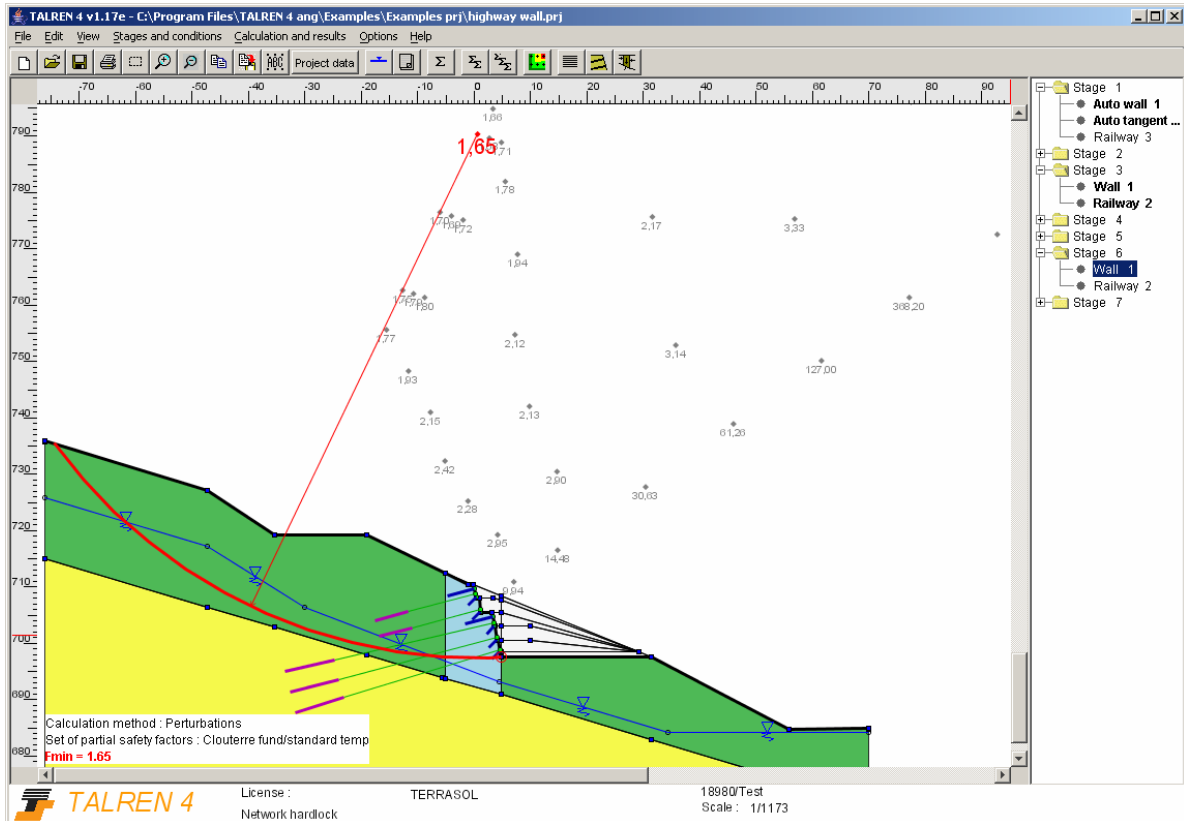 TALREN 4 v1.17e - C:\Program Files\TALREN 4 ang\Examples\Examples prj\highway wall.prj
File Edit View Stages and conditions Calculation and results Options Help
ABC Project data Σ
-70 -60 -50 -40 -30 -20 -10 0 10 20 30 40 50 60 70 80 90
790
780
770
760
750
740
730
720
710
700
690
680
1,66
1,65
1,71
1,78
1,70
1,72
2,17
3,33
1,94
1,80
368,20
1,77
2,12
3,14
127,00
1,93
2,15
2,13
61,26
2,42
2,90
30,63
2,28
2,95
14,48
9,94
Calculation method : Perturbations
Set of partial safety factors : Clouterre fund/standard temp
Fmin = 1.65
Stage 1
Auto wall 1
Auto tangent ...
Railway 3
Stage 2
Stage 3
Wall 1
Railway 2
Stage 4
Stage 5
Stage 6
Wall 1
Railway 2
Stage 7
TALREN 4
License : TERRASOL
Network hardlock
18980/Test
Scale : 1/1173